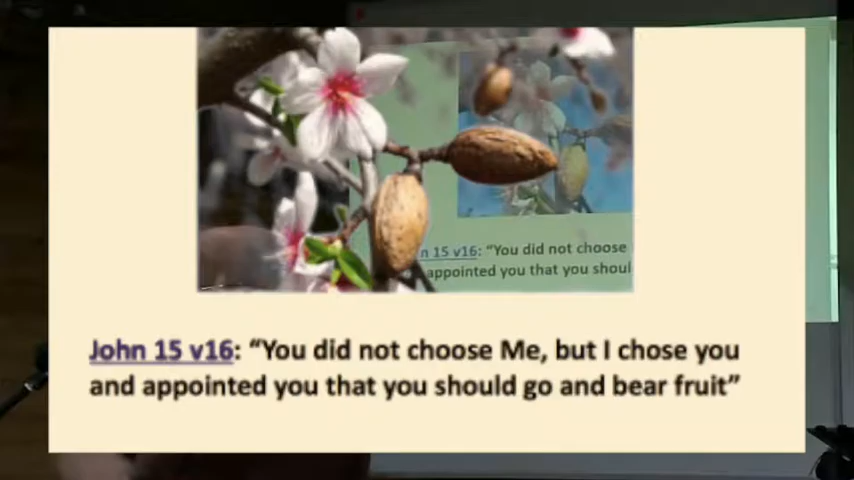 n 15 v16: “You did not choose
appointed you that you shoul
John 15 v16: “You did not choose Me, but I chose you
and appointed you that you should go and bear fruit”